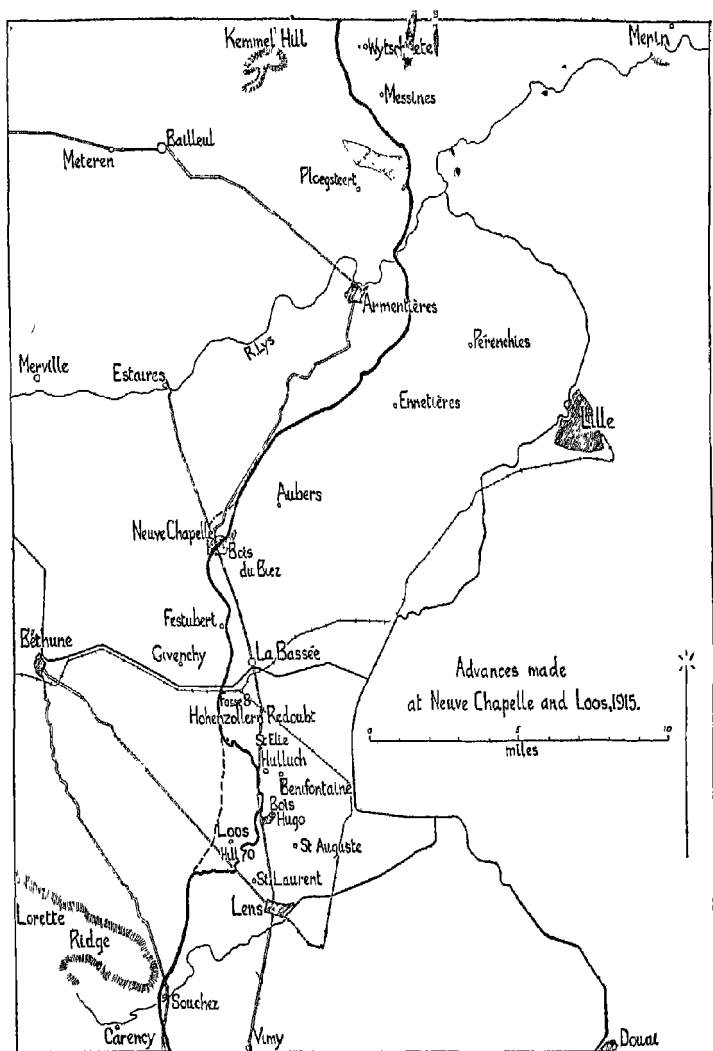 Kemmel Hill
Wytschaete
Menin
Messines
Bailleul
Meteren
Ploegsteert
Armentières
R. Lys
Pérenchies
Merville
Estaires
Ennetières
Lille
Aubers
Neuve Chapelle
Bois
du Biez
Festubert
Béthune
Givenchy
La Bassée
Advances made
at Neuve Chapelle and Loos, 1915.
0 5 10
miles
Fosse 8
Hohenzollern Redoubt
St Elie
Hulluch
Benifontaine
Bois
Hugo
Loos
Hill 70
St Auguste
St Laurent
Lens
Lorette
Ridge
Souchez
Carency
Vimy
Douai